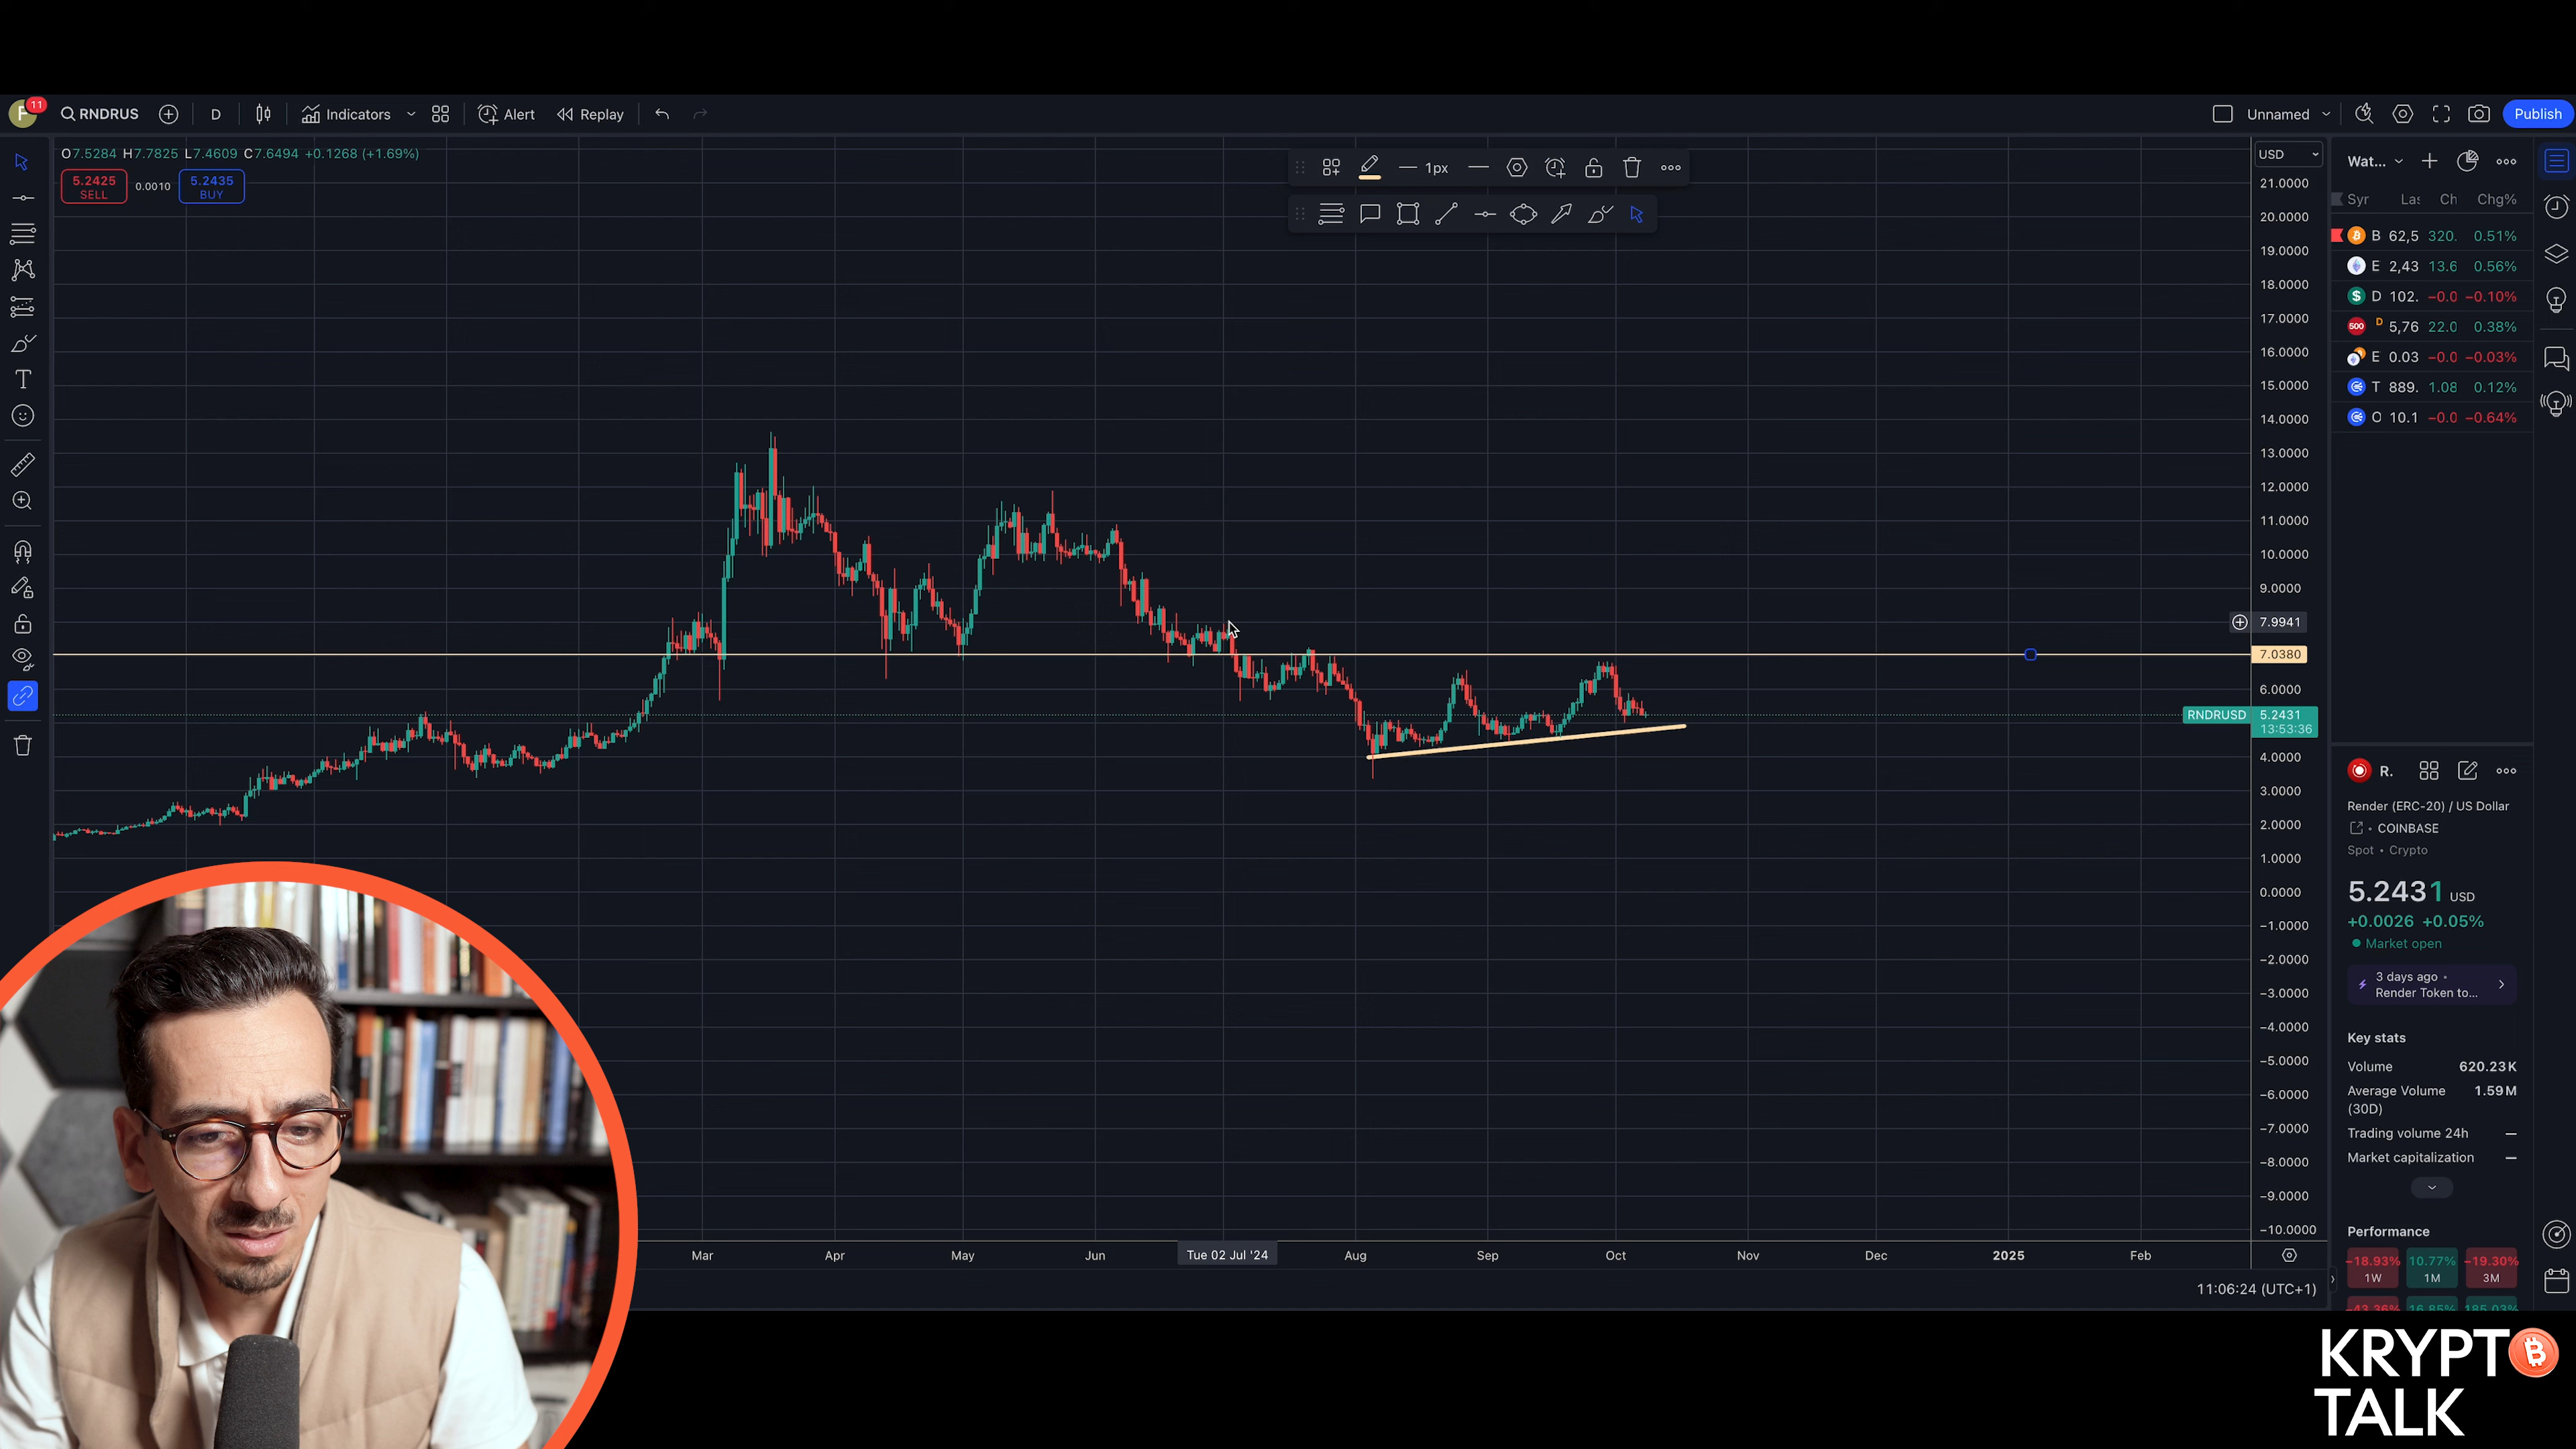 F 11 RNDRUS D Indicators Alert Replay Unnamed Publish
O7.5284 H7.7825 L7.4609 C7.6494 +0.1268 (+1.69%)
5.2425 SELL 0.0010 5.2435 BUY
1px
USD
21.0000
20.0000
19.0000
18.0000
17.0000
16.0000
15.0000
14.0000
13.0000
12.0000
11.0000
10.0000
9.0000
7.9941
7.0380
6.0000
RNDRUSD 5.2431
13:53:36
4.0000
3.0000
2.0000
1.0000
0.0000
−1.0000
−2.0000
−3.0000
−4.0000
−5.0000
−6.0000
−7.0000
−8.0000
−9.0000
−10.0000
Mar Apr May Jun Tue 02 Jul '24 Aug Sep Oct Nov Dec 2025 Feb
11:06:24 (UTC+1)
Wat...
Syr Las Ch Chg%
B 62,5 320. 0.51%
E 2,43 13.6 0.56%
$ D 102. −0.0 −0.10%
500 D 5,76 22.0 0.38%
E 0.03 −0.0 −0.03%
T 889. 1.08 0.12%
O 10.1 −0.0 −0.64%
R.
Render (ERC-20) / US Dollar
• COINBASE
Spot • Crypto
5.2431 USD
+0.0026 +0.05%
Market open
3 days ago •
Render Token to...
Key stats
Volume 620.23K
Average Volume (30D) 1.59M
Trading volume 24h —
Market capitalization —
Performance
−18.93% 10.77% −19.30%
1W 1M 3M
−43.36% 16.85% 185.03%
KRYPTO
TALK